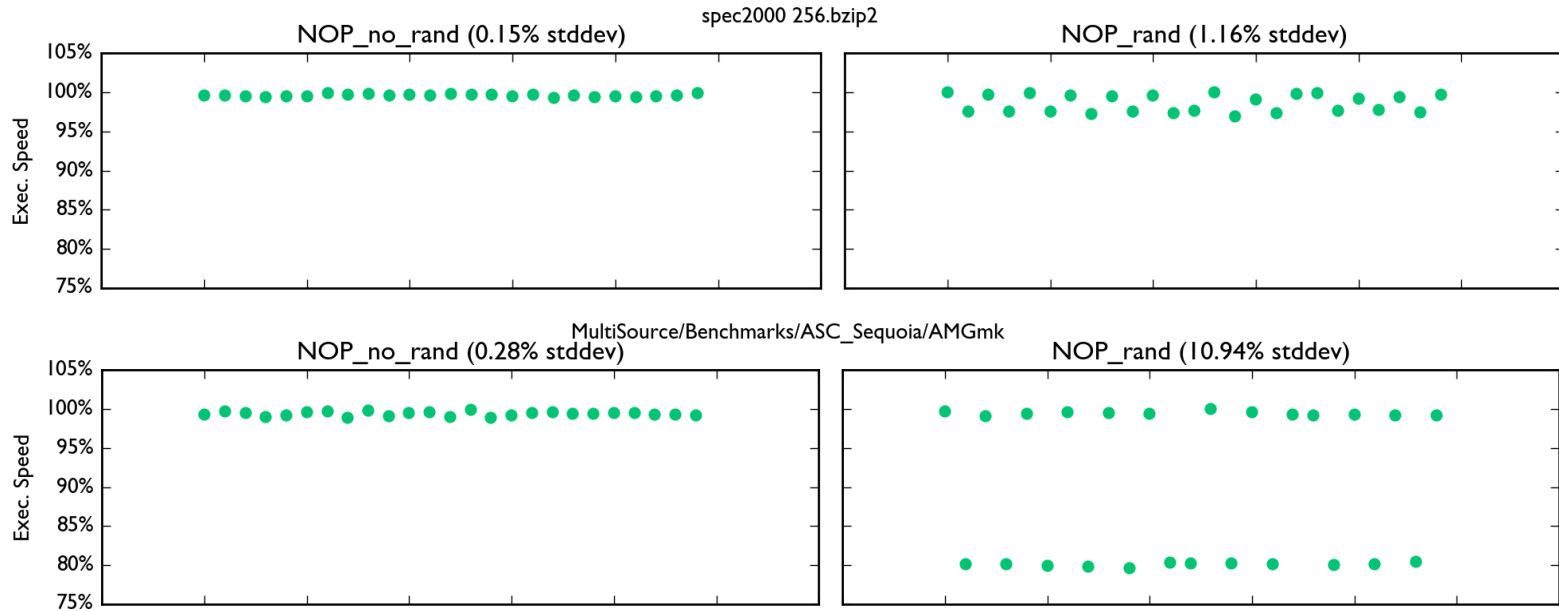 spec2000 256.bzip2
NOP_no_rand (0.15% stddev)
NOP_rand (1.16% stddev)
105%
100%
95%
90%
85%
80%
75%
Exec. Speed
MultiSource/Benchmarks/ASC_Sequoia/AMGmk
NOP_no_rand (0.28% stddev)
NOP_rand (10.94% stddev)
105%
100%
95%
90%
85%
80%
75%
Exec. Speed